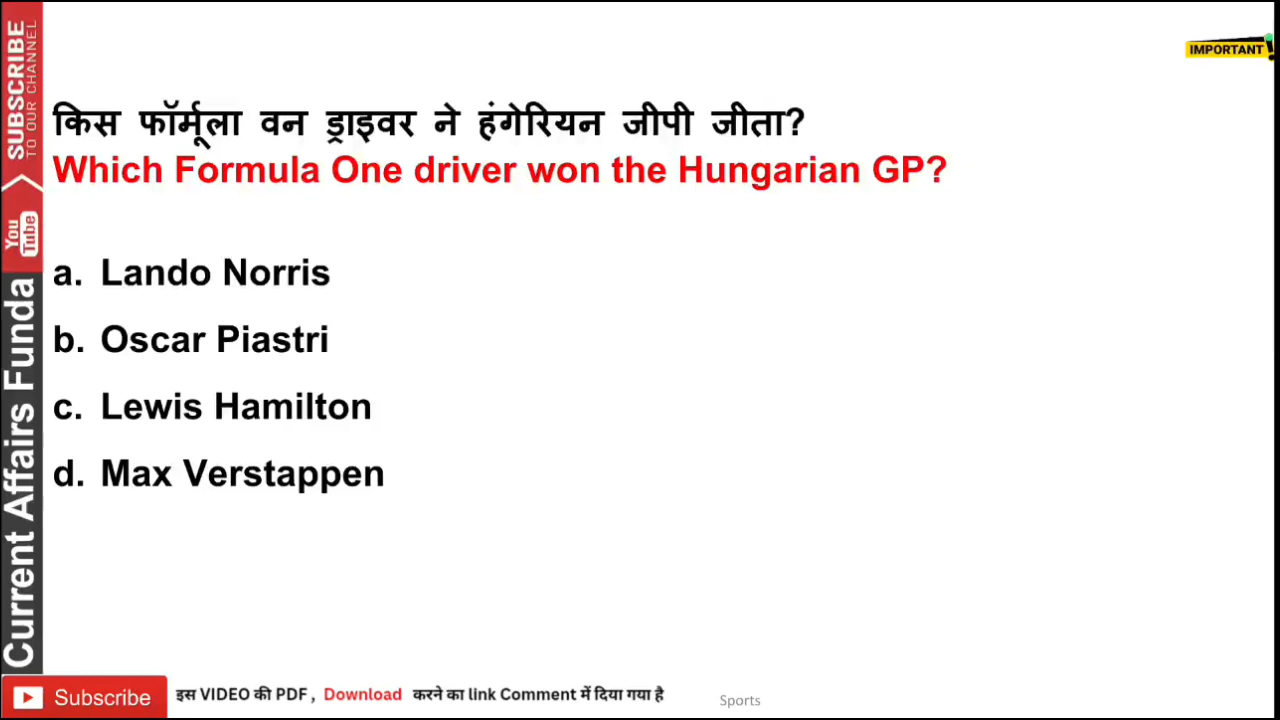 IMPORTANT
किस फॉर्मूला वन ड्राइवर ने हंगेरियन जीपी जीता?
Which Formula One driver won the Hungarian GP?
a. Lando Norris
b. Oscar Piastri
c. Lewis Hamilton
d. Max Verstappen
SUBSCRIBE
TO OUR CHANNEL
You
Tube
Current Affairs Funda
Subscribe
इस VIDEO की PDF , Download करने का link Comment में दिया गया है
Sports